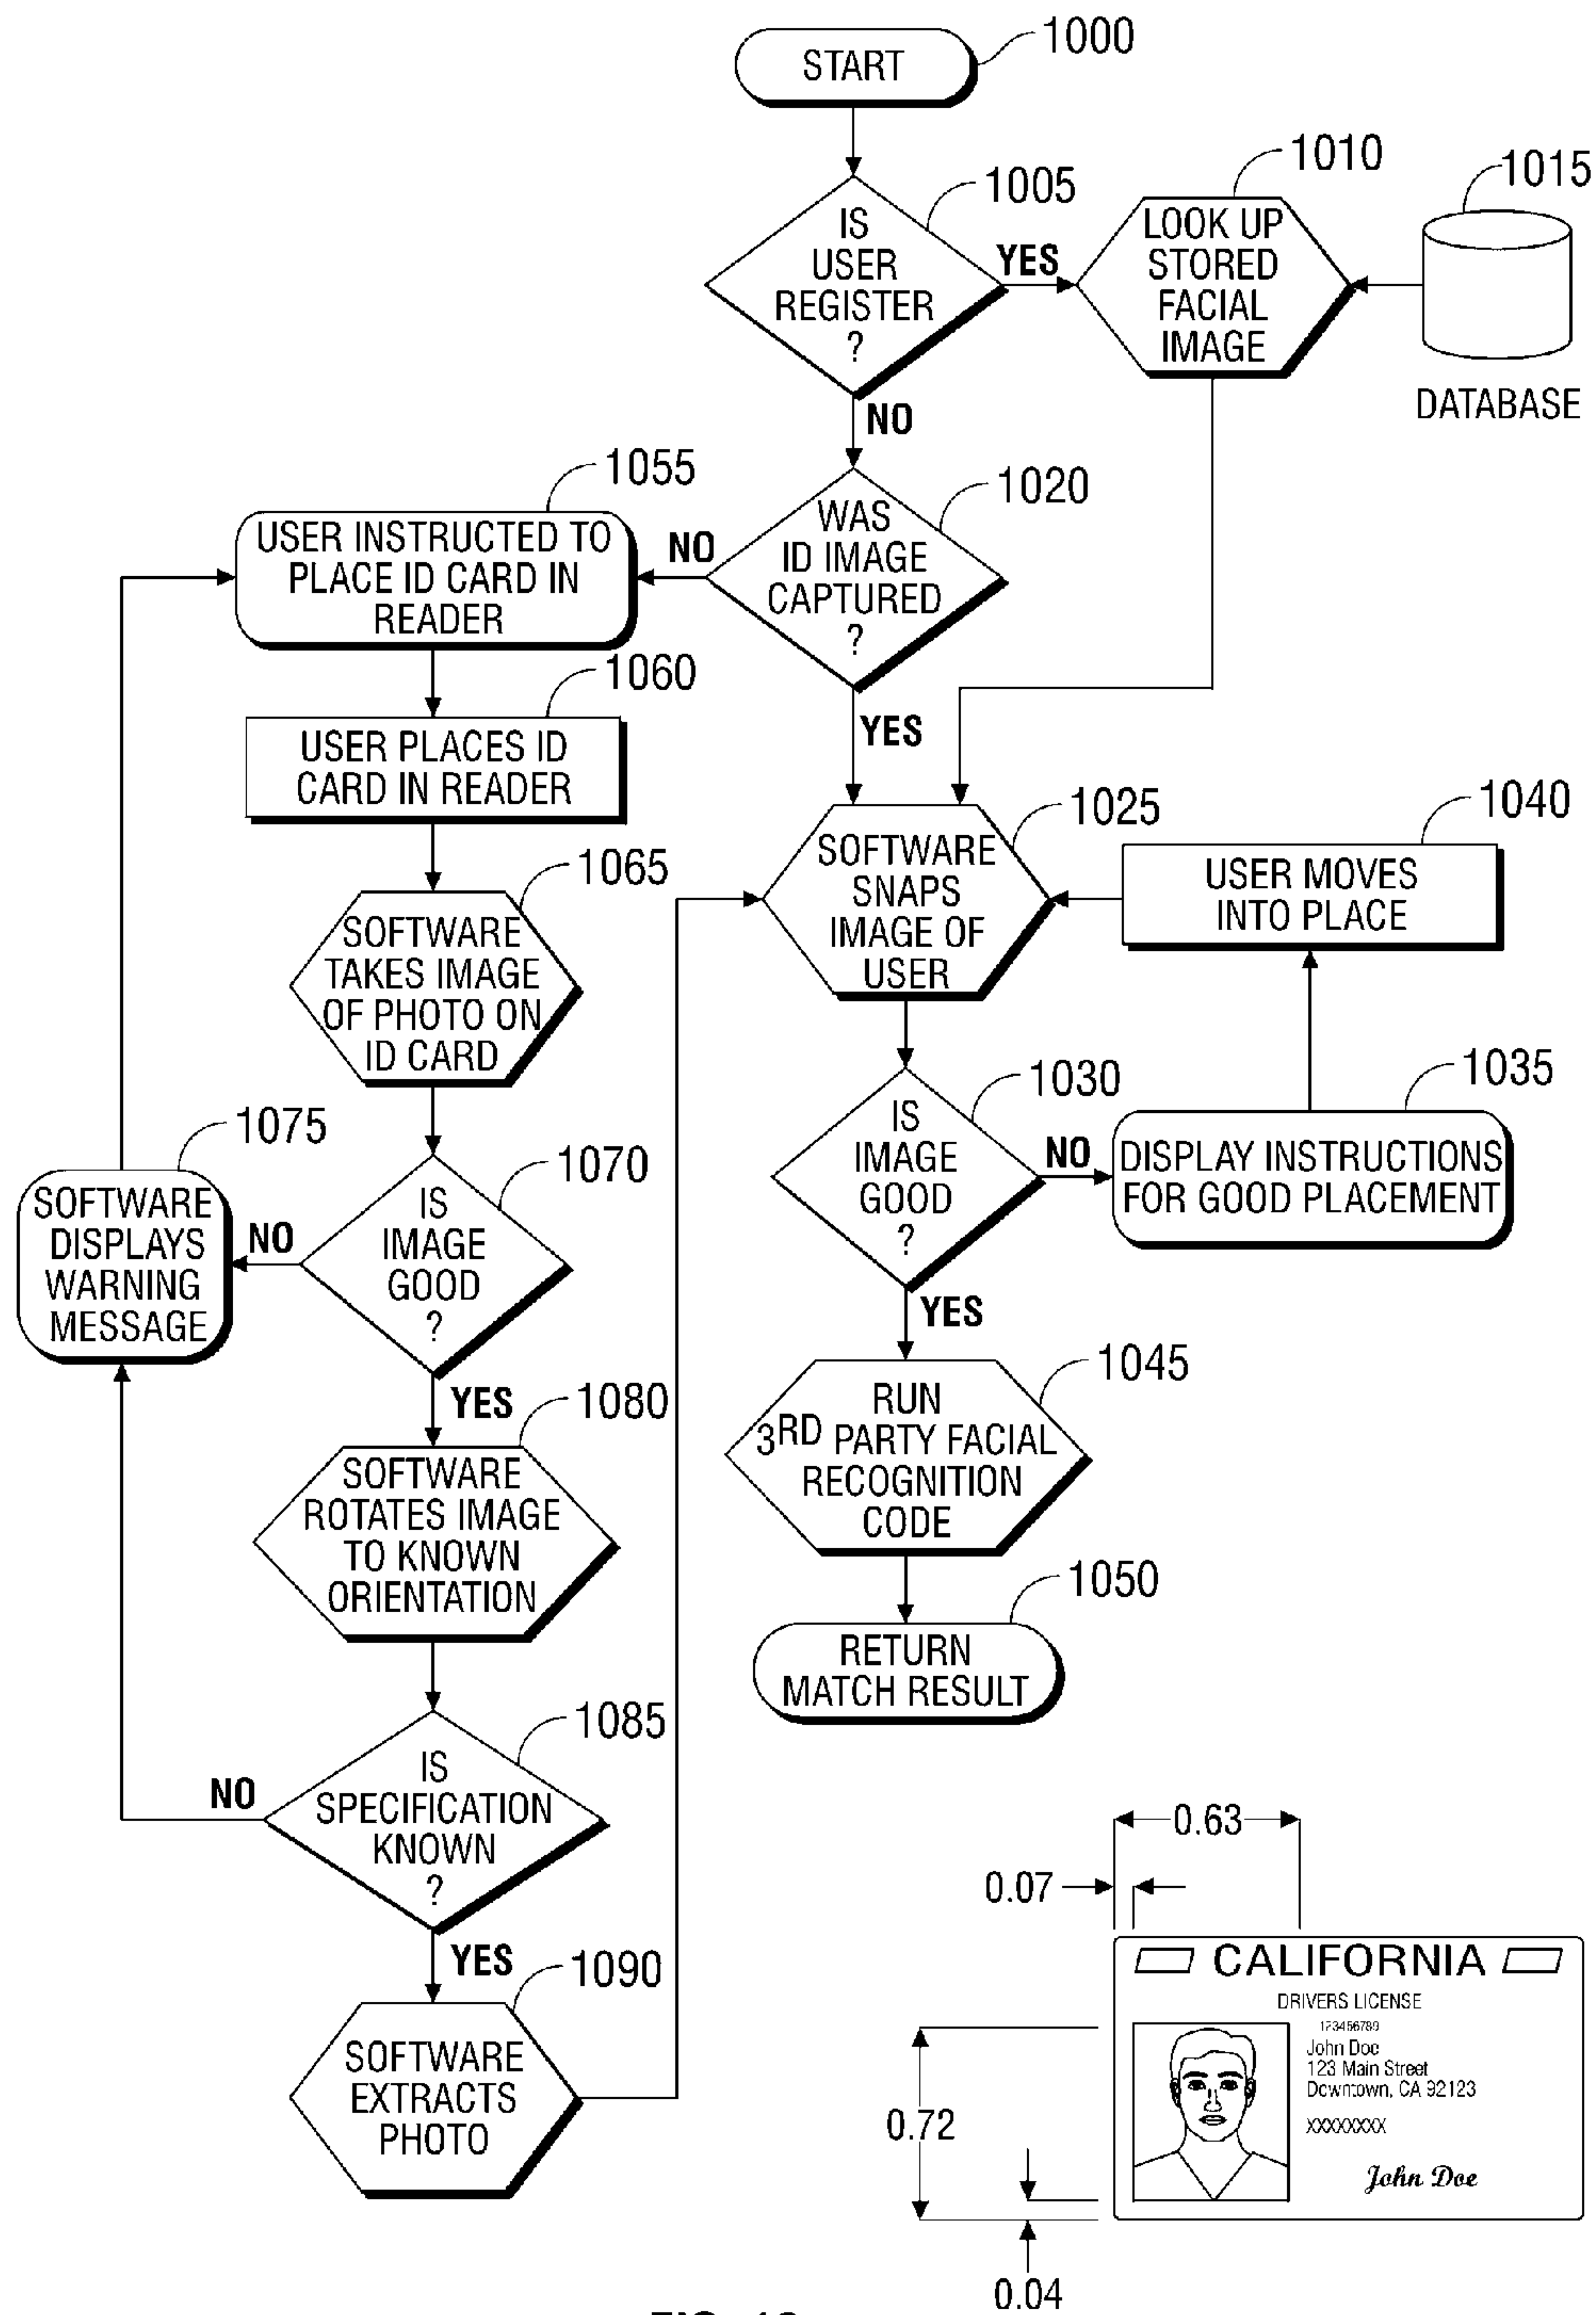 START
1000
IS
USER
REGISTER
?
1005
YES
LOOK UP
STORED
FACIAL
IMAGE
1010
1015
DATABASE
NO
WAS
ID IMAGE
CAPTURED
?
1020
NO
USER INSTRUCTED TO
PLACE ID CARD IN
READER
1055
YES
USER PLACES ID
CARD IN READER
1060
SOFTWARE
TAKES IMAGE
OF PHOTO ON
ID CARD
1065
SOFTWARE
SNAPS
IMAGE OF
USER
1025
USER MOVES
INTO PLACE
1040
IS
IMAGE
GOOD
?
1030
NO
DISPLAY INSTRUCTIONS
FOR GOOD PLACEMENT
1035
YES
SOFTWARE
DISPLAYS
WARNING
MESSAGE
1075
NO
IS
IMAGE
GOOD
?
1070
YES
SOFTWARE
ROTATES IMAGE
TO KNOWN
ORIENTATION
1080
RUN
3RD PARTY FACIAL
RECOGNITION
CODE
1045
RETURN
MATCH RESULT
1050
NO
IS
SPECIFICATION
KNOWN
?
1085
YES
SOFTWARE
EXTRACTS
PHOTO
1090
0.63
0.07
CALIFORNIA
DRIVERS LICENSE
123456789
John Doe
123 Main Street
Downtown, CA 92123
XXXXXXXX
John Doe
0.72
0.04